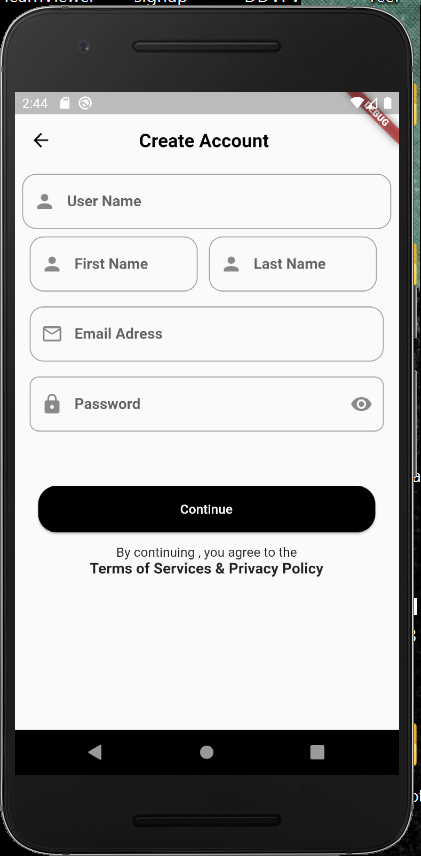 learnviewer signup
2:44
DEBUG
Create Account
User Name
First Name Last Name
Email Adress
Password
Continue
By continuing , you agree to the
Terms of Services & Privacy Policy